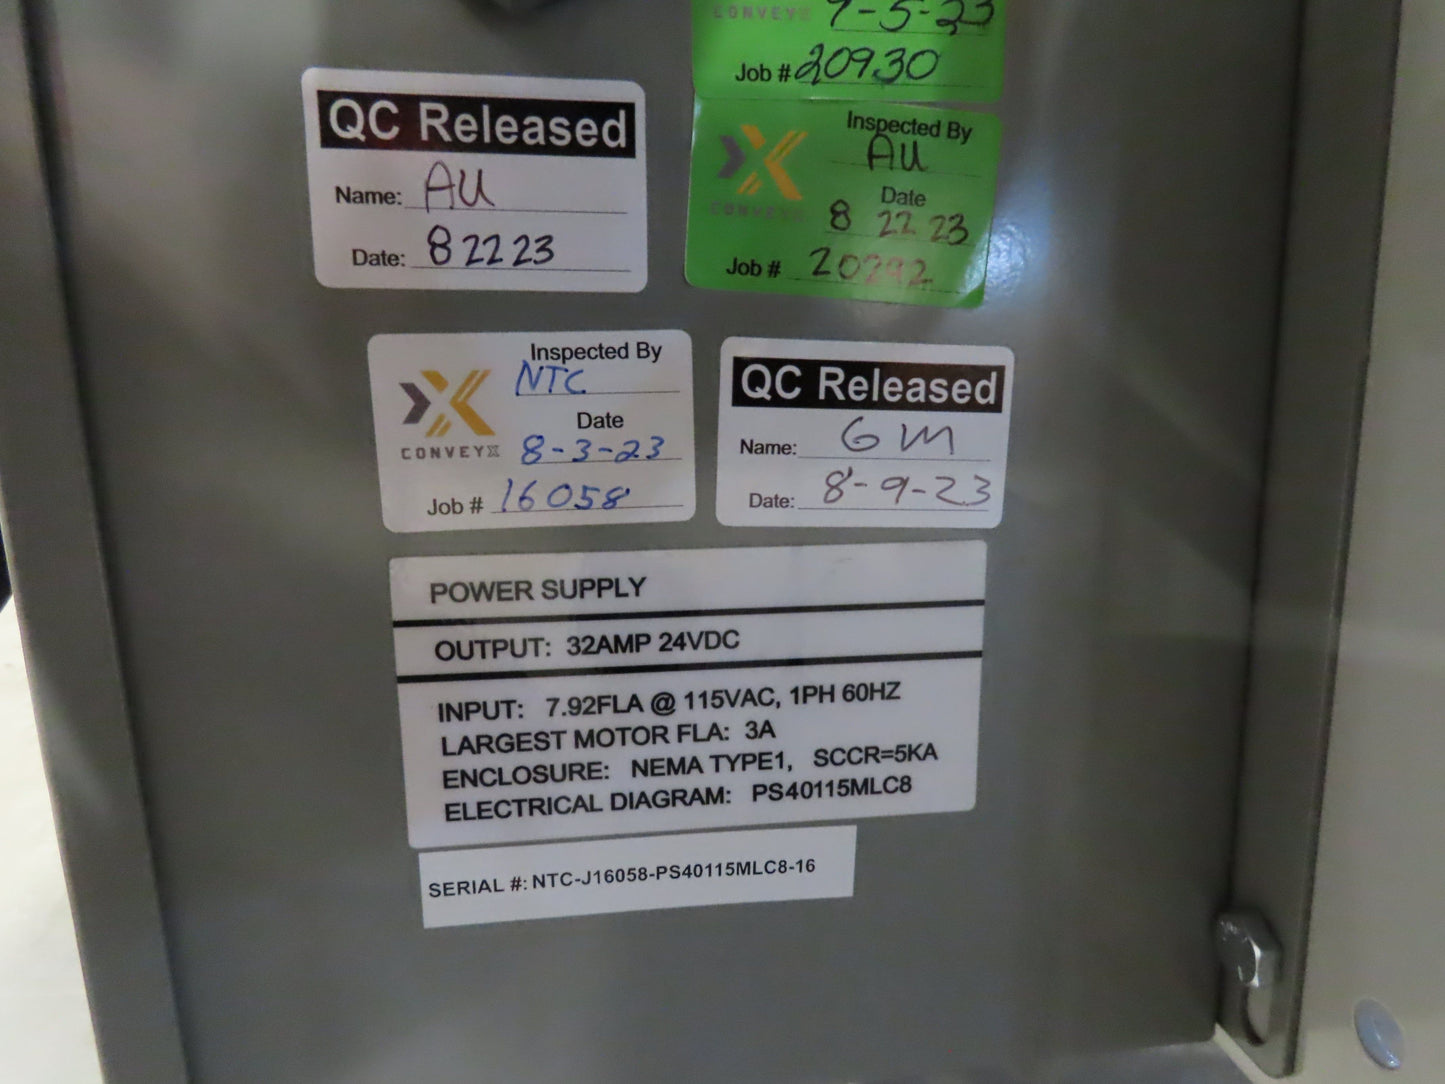 CONVEYX 9-5-23
Job # 20930
QC Released
Name: AU
Date: 8 22 23
Inspected By
AU
Date
CONVEYX 8 22 23
Job # 20292
Inspected By
NTC
Date
CONVEYX 8-3-23
Job # 16058
QC Released
Name: GM
Date: 8-9-23
POWER SUPPLY
OUTPUT: 32AMP 24VDC
INPUT: 7.92FLA @ 115VAC, 1PH 60HZ
LARGEST MOTOR FLA: 3A
ENCLOSURE: NEMA TYPE1, SCCR=5KA
ELECTRICAL DIAGRAM: PS40115MLC8
SERIAL #: NTC-J16058-PS40115MLC8-16